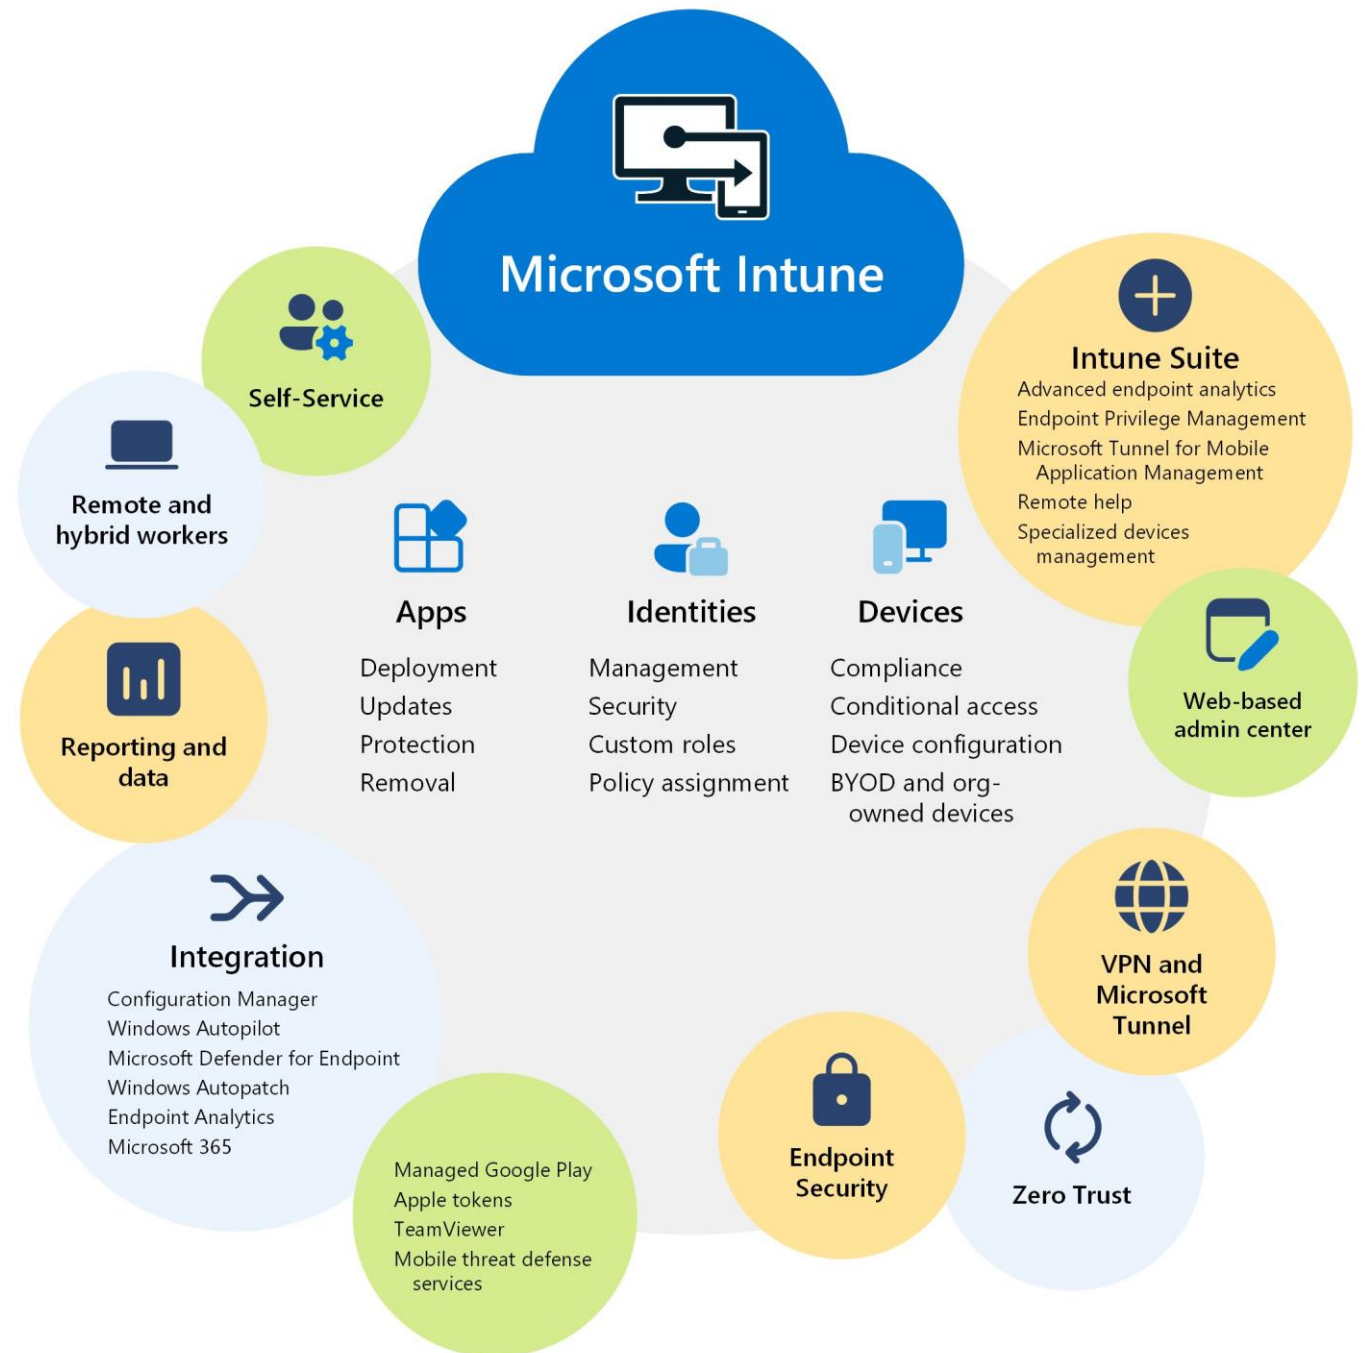 Microsoft Intune
Self-Service
Remote and
hybrid workers
Reporting and
data
Integration
Configuration Manager
Windows Autopilot
Microsoft Defender for Endpoint
Windows Autopatch
Endpoint Analytics
Microsoft 365
Managed Google Play
Apple tokens
TeamViewer
Mobile threat defense
services
Apps
Deployment
Updates
Protection
Removal
Identities
Management
Security
Custom roles
Policy assignment
Devices
Compliance
Conditional access
Device configuration
BYOD and org-
owned devices
Intune Suite
Advanced endpoint analytics
Endpoint Privilege Management
Microsoft Tunnel for Mobile
Application Management
Remote help
Specialized devices
management
Web-based
admin center
VPN and
Microsoft
Tunnel
Zero Trust
Endpoint
Security